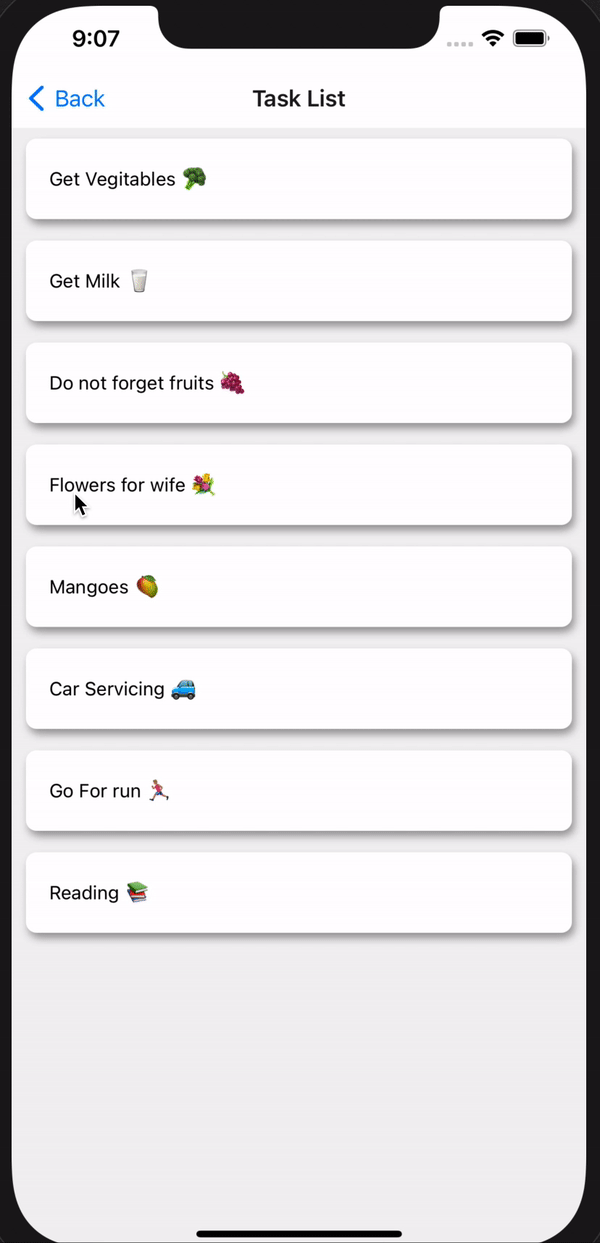 9:07
Back
Task List
Get Vegitables 🥦
Get Milk 🥛
Do not forget fruits 🍇
Flowers for wife 💐
Mangoes 🥭
Car Servicing 🚙
Go For run 🏃
Reading 📚